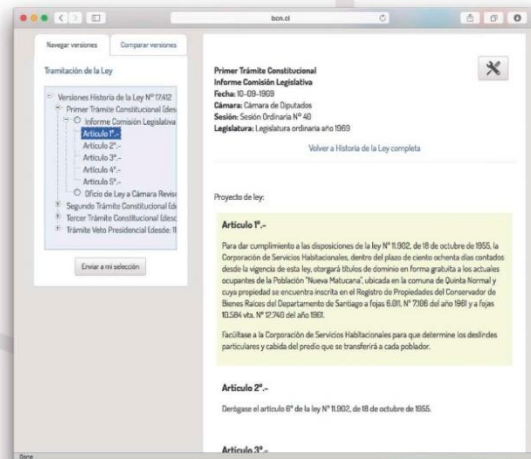 bcn.cl
Navegar versiones
Comparar versiones
Tramitación de la Ley
Versiones Historia de la Ley Nº 17.412
Primer Trámite Constitucional (des
Informe Comisión Legislativa
Artículo 1º.-
Artículo 2º.-
Artículo 3º.-
Artículo 4º.-
Artículo 5º.-
Oficio de Ley a Cámara Reviso
Segundo Trámite Constitucional (de
Tercer Trámite Constitucional (desc
Trámite Veto Presidencial (desde: 11
Enviar a mi selección
Primer Trámite Constitucional
Informe Comisión Legislativa
Fecha: 10-09-1969
Cámara: Cámara de Diputados
Sesión: Sesión Ordinaria Nº 40
Legislatura: Legislatura ordinaria año 1969
Volver a Historia de la Ley completa
Proyecto de ley:
Artículo 1º.-
Para dar cumplimiento a las disposiciones de la ley Nº 11.902, de 18 de octubre de 1955, la
Corporación de Servicios Habitacionales, dentro del plazo de ciento ochenta días contados
desde la vigencia de esta ley, otorgará títulos de dominio en forma gratuita a los actuales
ocupantes de la Población "Nueva Matucana", ubicada en la comuna de Quinta Normal y
cuya propiedad se encuentra inscrita en el Registro de Propiedades del Conservador de
Bienes Raíces del Departamento de Santiago a fojas 6.011, Nº 7.106 del año 1961 y a fojas
10.584 vta. Nº 12.740 del año 1961.
Facúltase a la Corporación de Servicios Habitacionales para que determine los deslindes
particulares y cabida del predio que se transferirá a cada poblador.
Artículo 2º.-
Derógase el artículo 6º de la ley Nº 11.902, de 18 de octubre de 1955.
Artículo 3º.-
Done